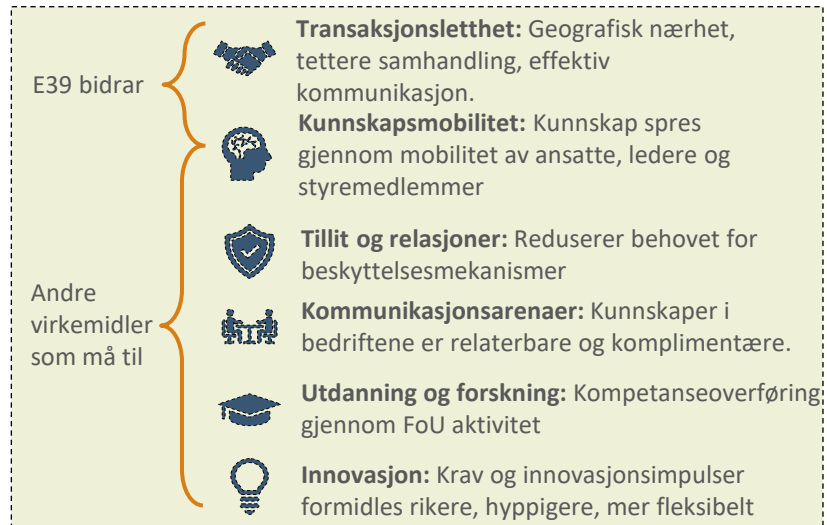 E39 bidrar
Transaksjonsletthet: Geografisk nærhet,
tettere samhandling, effektiv
kommunikasjon.
Kunnskapsmobilitet: Kunnskap spres
gjennom mobilitet av ansatte, ledere og
styremedlemmer
Andre
virkemidler
som må til
Tillit og relasjoner: Reduserer behovet for
beskyttelsesmekanismer
Kommunikasjonsarenaer: Kunnskaper i
bedriftene er relaterbare og komplimentære.
Utdanning og forskning: Kompetanseoverføring
gjennom FoU aktivitet
Innovasjon: Krav og innovasjonsimpulser
formidles rikere, hyppigere, mer fleksibelt